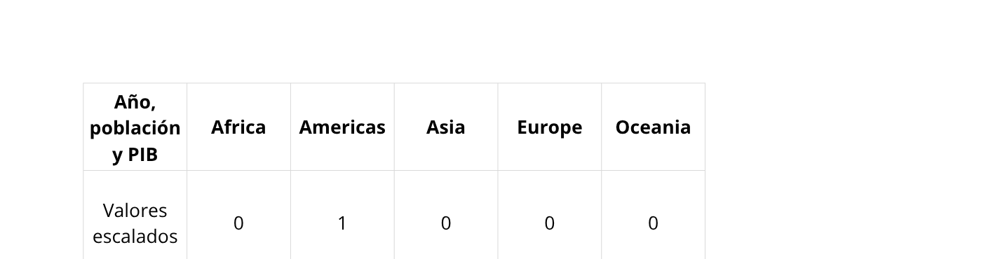 Año,
población
y PIB
Africa
Americas
Asia
Europe
Oceania
Valores
escalados
0
1
0
0
0